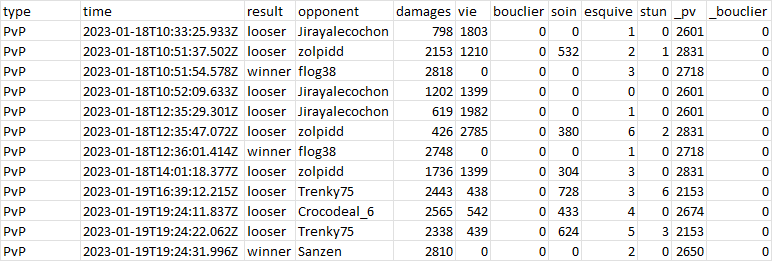 type time result opponent damages vie bouclier soin esquive stun _pv _bouclier
PvP 2023-01-18T10:33:25.933Z looser Jirayalecochon 798 1803 0 0 1 0 2601 0
PvP 2023-01-18T10:51:37.502Z looser zolpidd 2153 1210 0 532 2 1 2831 0
PvP 2023-01-18T10:51:54.578Z winner flog38 2818 0 0 0 3 0 2718 0
PvP 2023-01-18T10:52:09.633Z looser Jirayalecochon 1202 1399 0 0 0 0 2601 0
PvP 2023-01-18T12:35:29.301Z looser Jirayalecochon 619 1982 0 0 1 0 2601 0
PvP 2023-01-18T12:35:47.072Z looser zolpidd 426 2785 0 380 6 2 2831 0
PvP 2023-01-18T12:36:01.414Z winner flog38 2748 0 0 0 1 0 2718 0
PvP 2023-01-18T14:01:18.377Z looser zolpidd 1736 1399 0 304 3 0 2831 0
PvP 2023-01-19T16:39:12.215Z looser Trenky75 2443 438 0 728 3 6 2153 0
PvP 2023-01-19T19:24:11.837Z looser Crocodeal_6 2565 542 0 433 4 0 2674 0
PvP 2023-01-19T19:24:22.062Z looser Trenky75 2338 439 0 624 5 3 2153 0
PvP 2023-01-19T19:24:31.996Z winner Sanzen 2810 0 0 0 2 0 2650 0